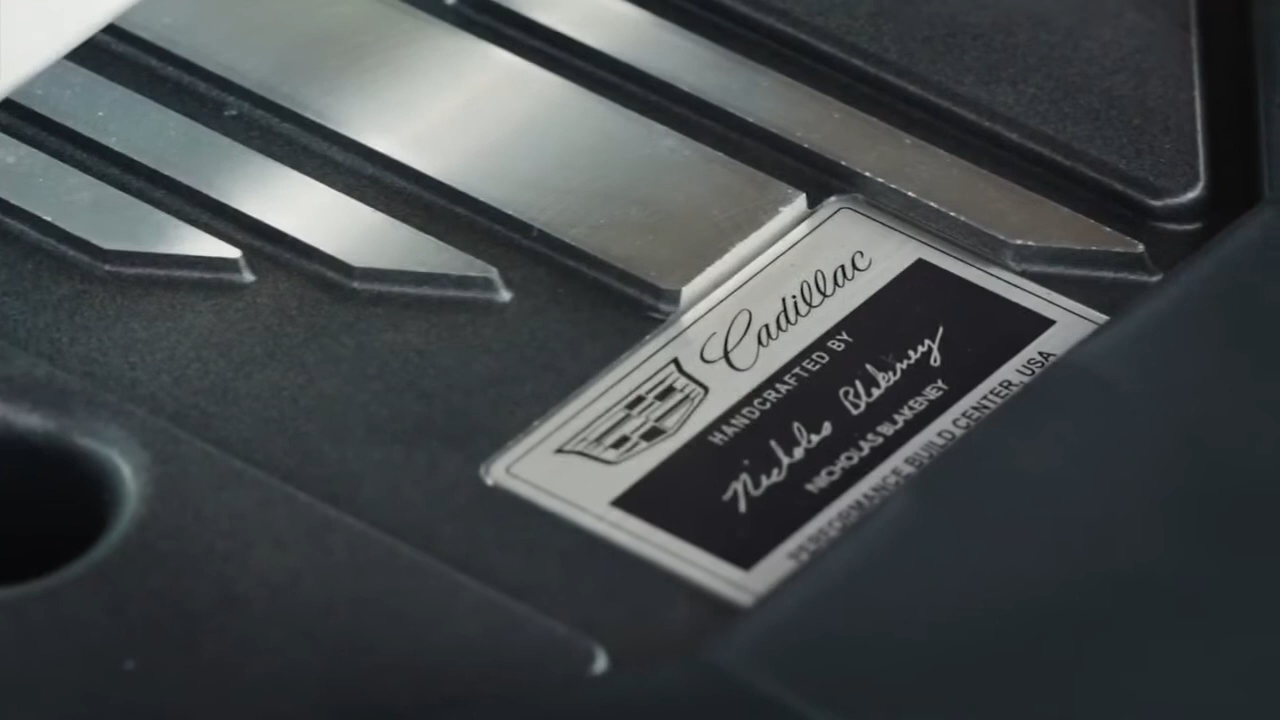 Cadillac
HANDCRAFTED BY
Nicholas Blakeney
NICHOLAS BLAKENEY
PERFORMANCE BUILD CENTER, USA